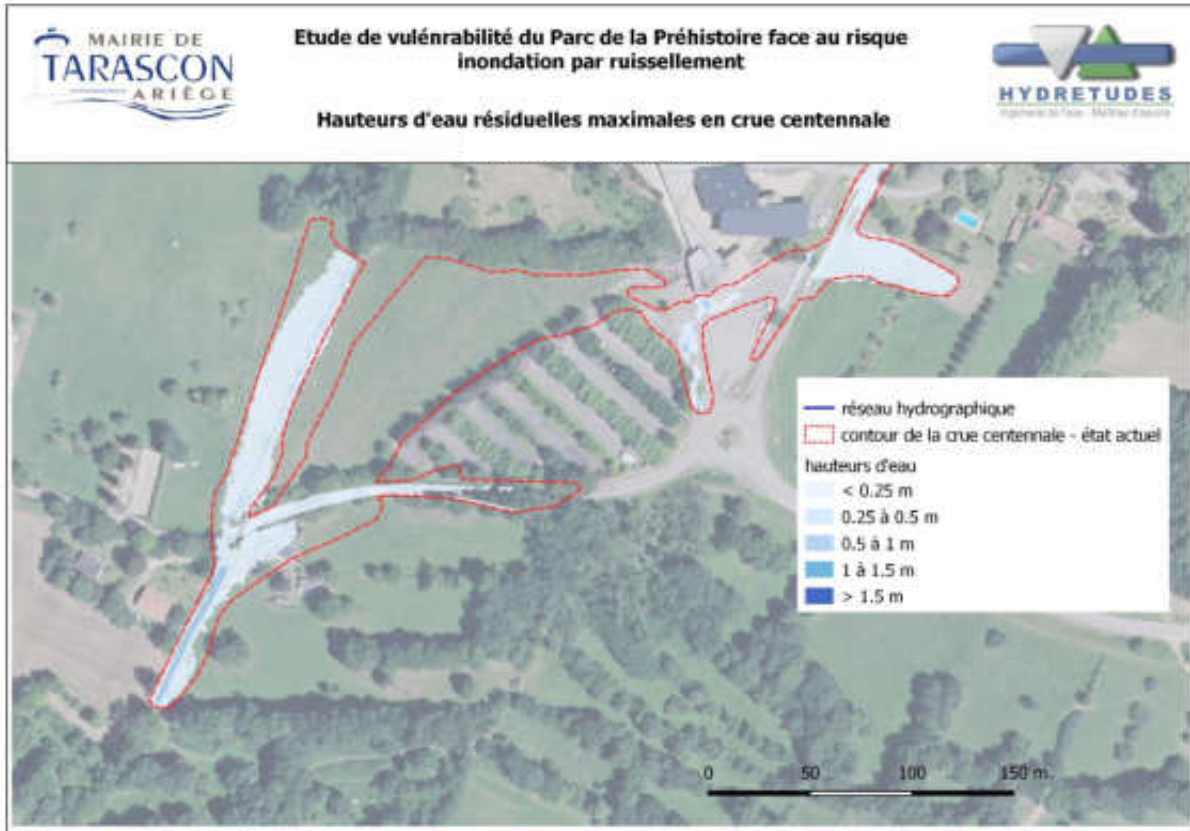 MAIRIE DE
TARASCON
ARIÈGE
Etude de vulénrabilité du Parc de la Préhistoire face au risque
inondation par ruissellement
Hauteurs d'eau résiduelles maximales en crue centennale
HYDRETUDES
réseau hydrographique
contour de la crue centennale - état actuel
hauteurs d'eau
< 0.25 m
0.25 à 0.5 m
0.5 à 1 m
1 à 1.5 m
> 1.5 m
0 50 100 150 m